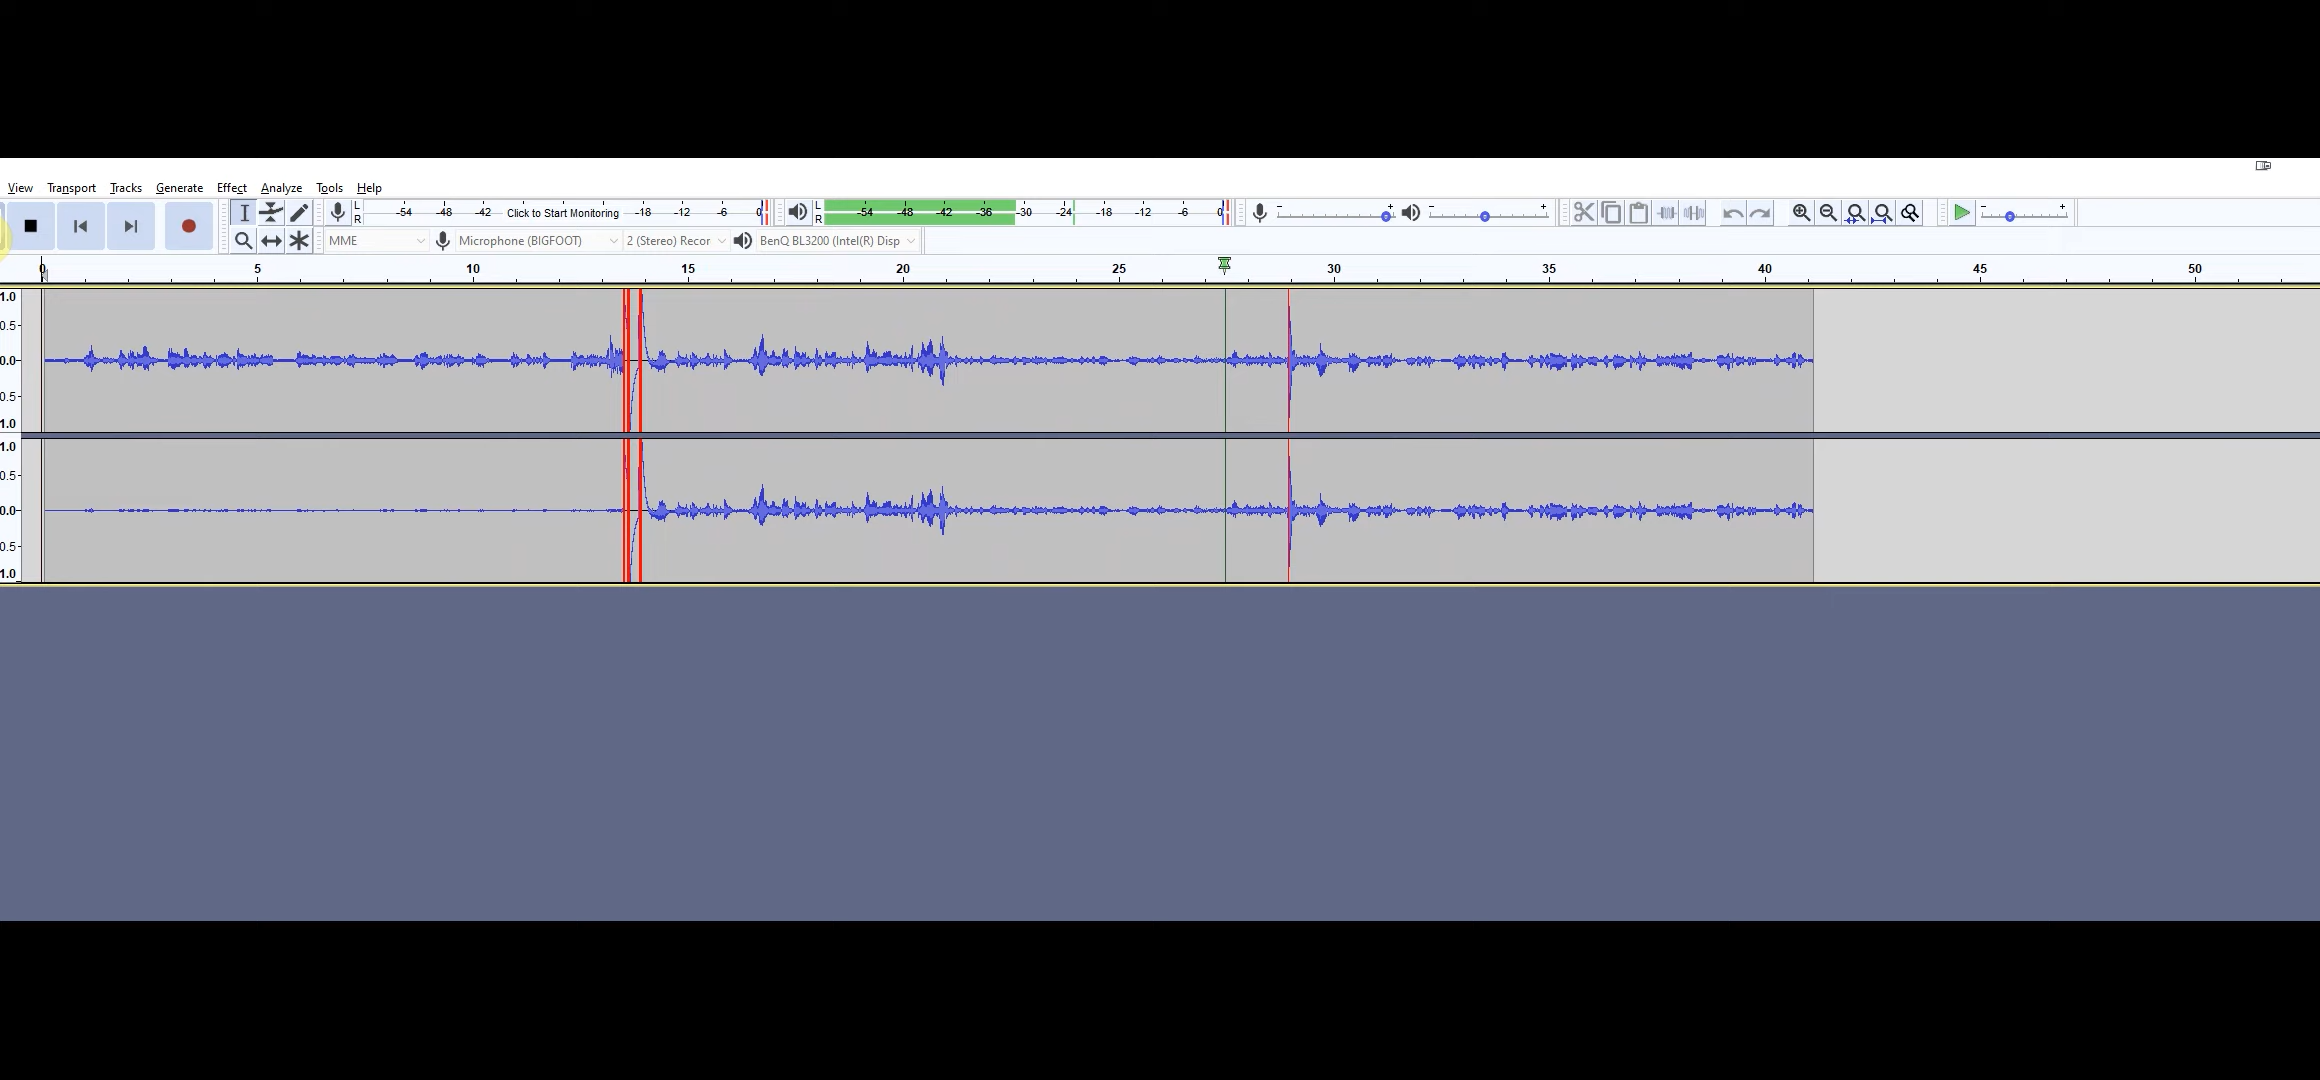 View Transport Tracks Generate Effect Analyze Tools Help
L -54 -48 -42 Click to Start Monitoring -18 -12 -6 0 L -54 -48 -42 -36 -30 -24 -18 -12 -6 0
R R
MME Microphone (BIGFOOT) 2 (Stereo) Recor BenQ BL3200 (Intel(R) Disp
0 5 10 15 20 25 30 35 40 45 50
1.0
0.5-
0.0-
0.5-
1.0
1.0
0.5-
0.0-
0.5-
1.0